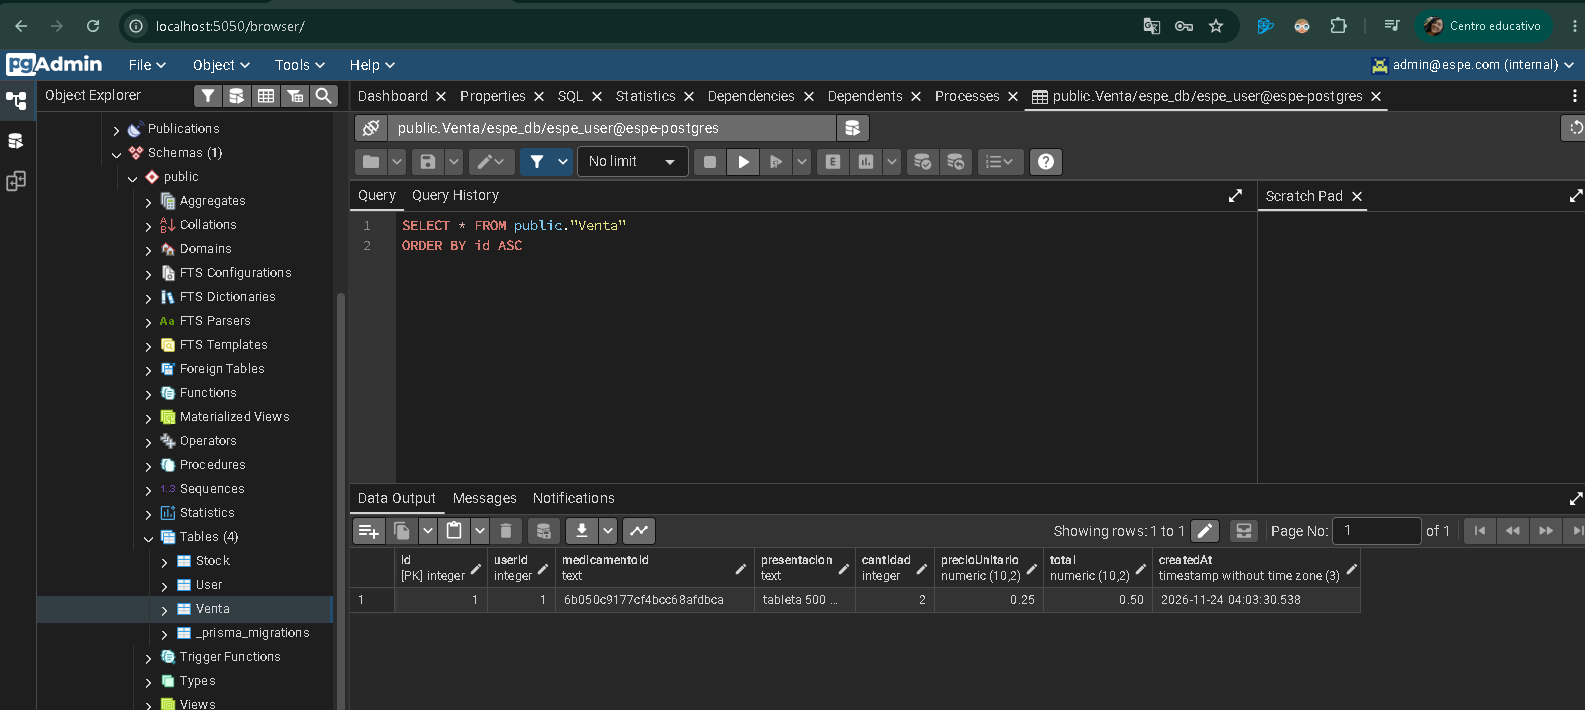 localhost:5050/browser/
Centro educativo
pgAdmin File Object Tools Help
admin@espe.com (internal)
Object Explorer
Publications
Schemas (1)
public
Aggregates
Collations
Domains
FTS Configurations
FTS Dictionaries
Aa FTS Parsers
FTS Templates
Foreign Tables
Functions
Materialized Views
Operators
Procedures
1..3 Sequences
Statistics
Tables (4)
Stock
User
Venta
_prisma_migrations
Trigger Functions
Types
Views
Dashboard Properties SQL Statistics Dependencies Dependents Processes public.Venta/espe_db/espe_user@espe-postgres
public.Venta/espe_db/espe_user@espe-postgres
No limit
Query Query History
Scratch Pad
1 SELECT * FROM public."Venta"
2 ORDER BY id ASC
Data Output Messages Notifications
Showing rows: 1 to 1 Page No: 1 of 1
id userId medicamentoId presentacion cantidad precioUnitario total createdAt
[PK] integer integer text text integer numeric (10,2) numeric (10,2) timestamp without time zone (3)
1 1 1 6b050c9177cf4bcc68afdbca tableta 500 ... 2 0.25 0.50 2026-11-24 04:03:30.538